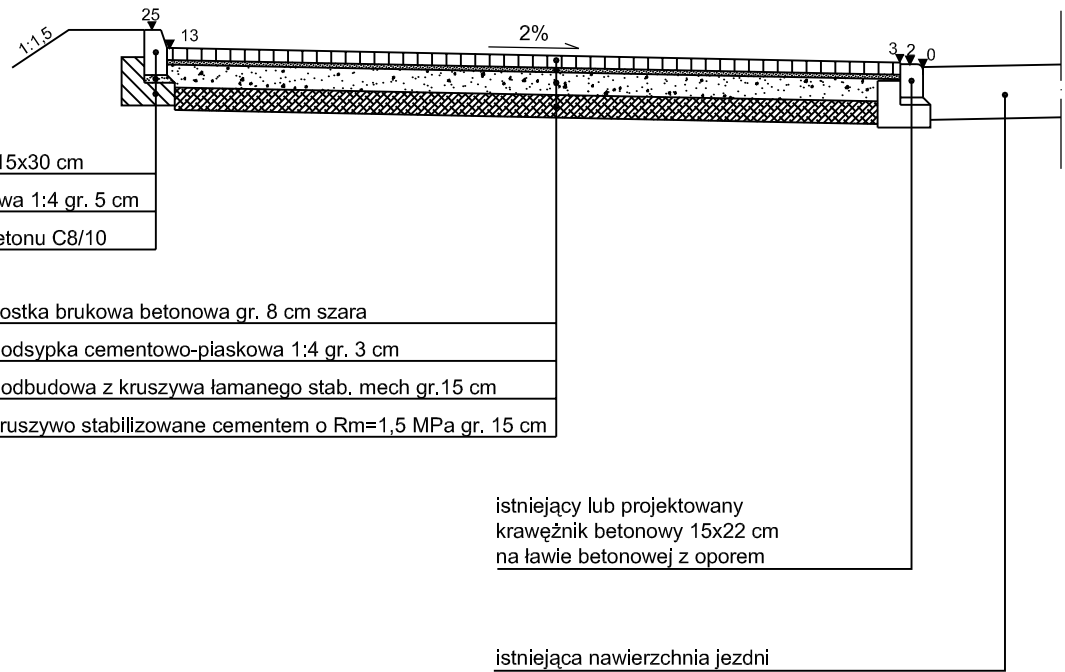 25
1:1,5
13
2%
3 2 0
15x30 cm
wa 1:4 gr. 5 cm
etonu C8/10
ostka brukowa betonowa gr. 8 cm szara
odsypka cementowo-piaskowa 1:4 gr. 3 cm
odbudowa z kruszywa łamanego stab. mech gr.15 cm
ruszywo stabilizowane cementem o Rm=1,5 MPa gr. 15 cm
istniejący lub projektowany
krawężnik betonowy 15x22 cm
na ławie betonowej z oporem
istniejąca nawierzchnia jezdni